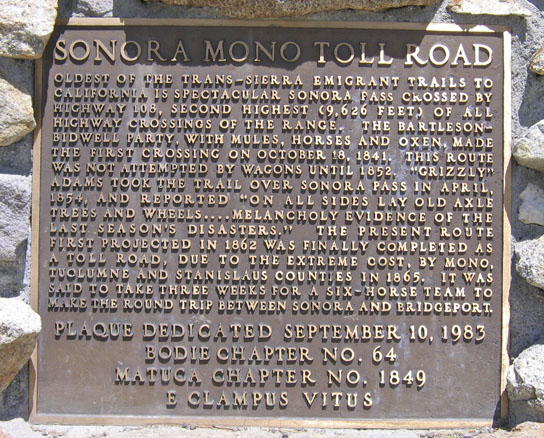 SONORA MONO TOLL ROAD
OLDEST OF THE TRANS-SIERRA EMIGRANT TRAILS TO
CALIFORNIA IS SPECTACULAR SONORA PASS CROSSED BY
HIGHWAY 108, SECOND HIGHEST (9,626 FEET) OF ALL
HIGHWAY CROSSINGS OF THE RANGE. THE BARTLESON-
BIDWELL PARTY, WITH MULES, HORSES AND OXEN, MADE
THE FIRST CROSSING ON OCTOBER 18, 1841. THIS ROUTE
WAS NOT ATTEMPTED BY WAGONS UNTIL 1852. "GRIZZLY"
ADAMS TOOK THE TRAIL OVER SONORA PASS IN APRIL,
1854, AND REPORTED "ON ALL SIDES LAY OLD AXLE
TREES AND WHEELS....MELANCHOLY EVIDENCE OF THE
LAST SEASON'S DISASTERS." THE PRESENT ROUTE
FIRST PROJECTED IN 1862 WAS FINALLY COMPLETED AS
A TOLL ROAD, DUE TO THE EXTREME COST, BY MONO,
TUOLUMNE AND STANISLAUS COUNTIES IN 1865. IT WAS
SAID TO TAKE THREE WEEKS FOR A SIX-HORSE TEAM TO
MAKE THE ROUND TRIP BETWEEN SONORA AND BRIDGEPORT.
PLAQUE DEDICATED SEPTEMBER 10, 1983
BODIE CHAPTER NO. 64
MATUCA CHAPTER NO. 1849
E CLAMPUS VITUS